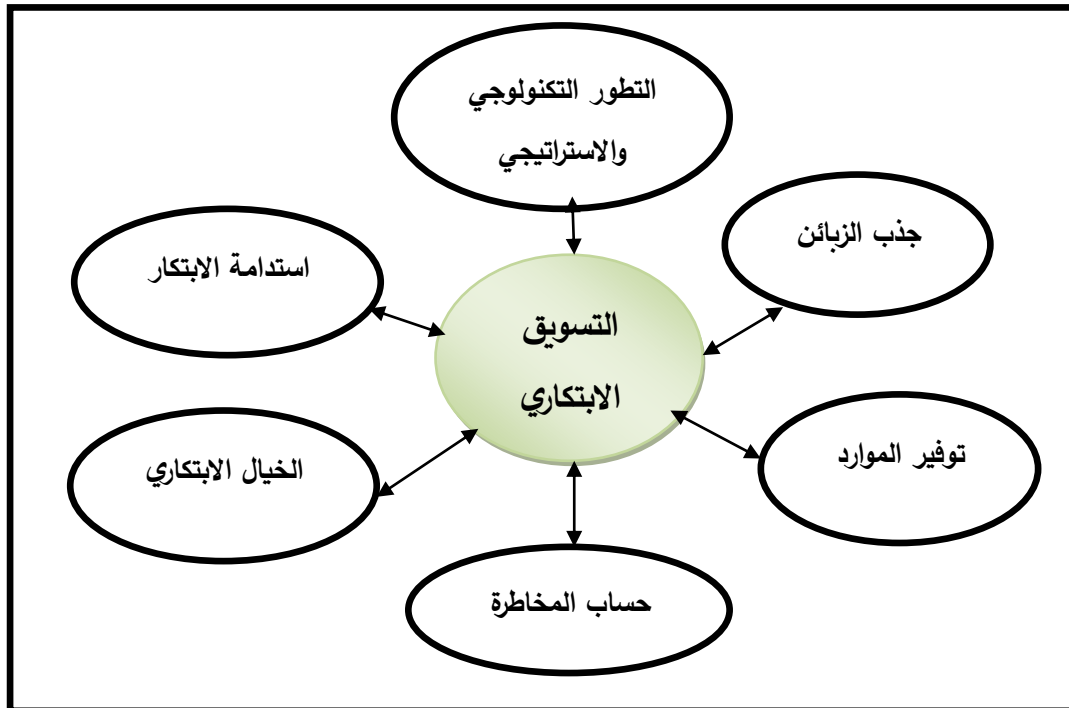 التطور التكنولوجي
والاستراتيجي
جذب الزبائن
استدامة الابتكار
التسويق
الابتكاري
توفير الموارد
الخيال الابتكاري
حساب المخاطرة